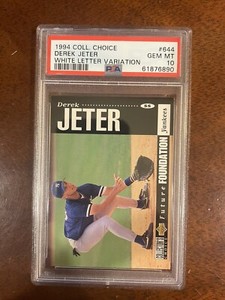 1994 COLL. CHOICE #644
DEREK JETER GEM MT
WHITE LETTER VARIATION 10
PSA 61876890
Derek
JETER
SS
Yankees
future
FOUNDATION